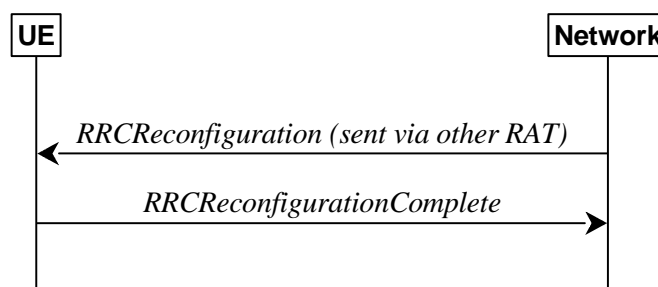 UE
Network
RRCReconfiguration (sent via other RAT)
RRCReconfigurationComplete